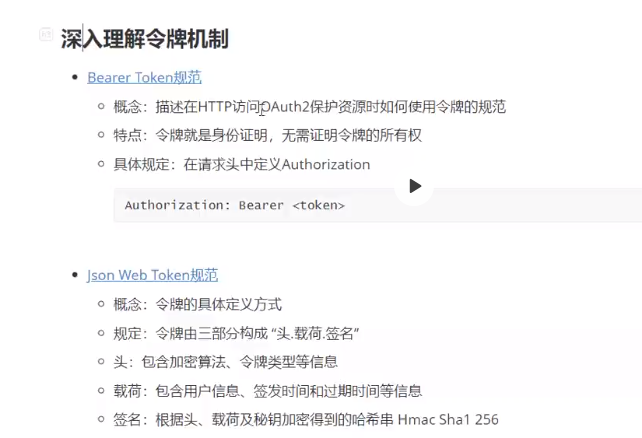 深入理解令牌机制
Bearer Token规范
概念：描述在HTTP访问OAuth2保护资源时如何使用令牌的规范
特点：令牌就是身份证明，无需证明令牌的所有权
具体规定：在请求头中定义Authorization
Authorization: Bearer <token>
Json Web Token规范
概念：令牌的具体定义方式
规定：令牌由三部分构成 “头.载荷.签名”
头：包含加密算法、令牌类型等信息
载荷：包含用户信息、签发时间和过期时间等信息
签名：根据头、载荷及秘钥加密得到的哈希串 Hmac Sha1 256